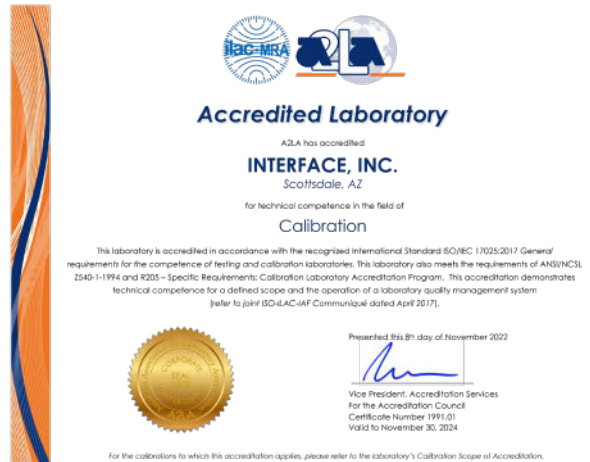 ilac-MRA
A2LA
Accredited Laboratory
A2LA has accredited
INTERFACE, INC.
Scottsdale, AZ
for technical competence in the field of
Calibration
This laboratory is accredited in accordance with the recognized International Standard ISO/IEC 17025:2017 General
requirements for the competence of testing and calibration laboratories. This laboratory also meets the requirements of ANSI/NCSL
Z540-1-1994 and R205 – Specific Requirements: Calibration Laboratory Accreditation Program. This accreditation demonstrates
technical competence for a defined scope and the operation of a laboratory quality management system
(refer to joint ISO-ILAC-IAF Communiqué dated April 2017).
Presented this 8th day of November 2022
CORPORATE
SEAL
A2LA
Vice President, Accreditation Services
For the Accreditation Council
Certificate Number 1991.01
Valid to November 30, 2024
For the calibrations to which this accreditation applies, please refer to the laboratory's Calibration Scope of Accreditation.